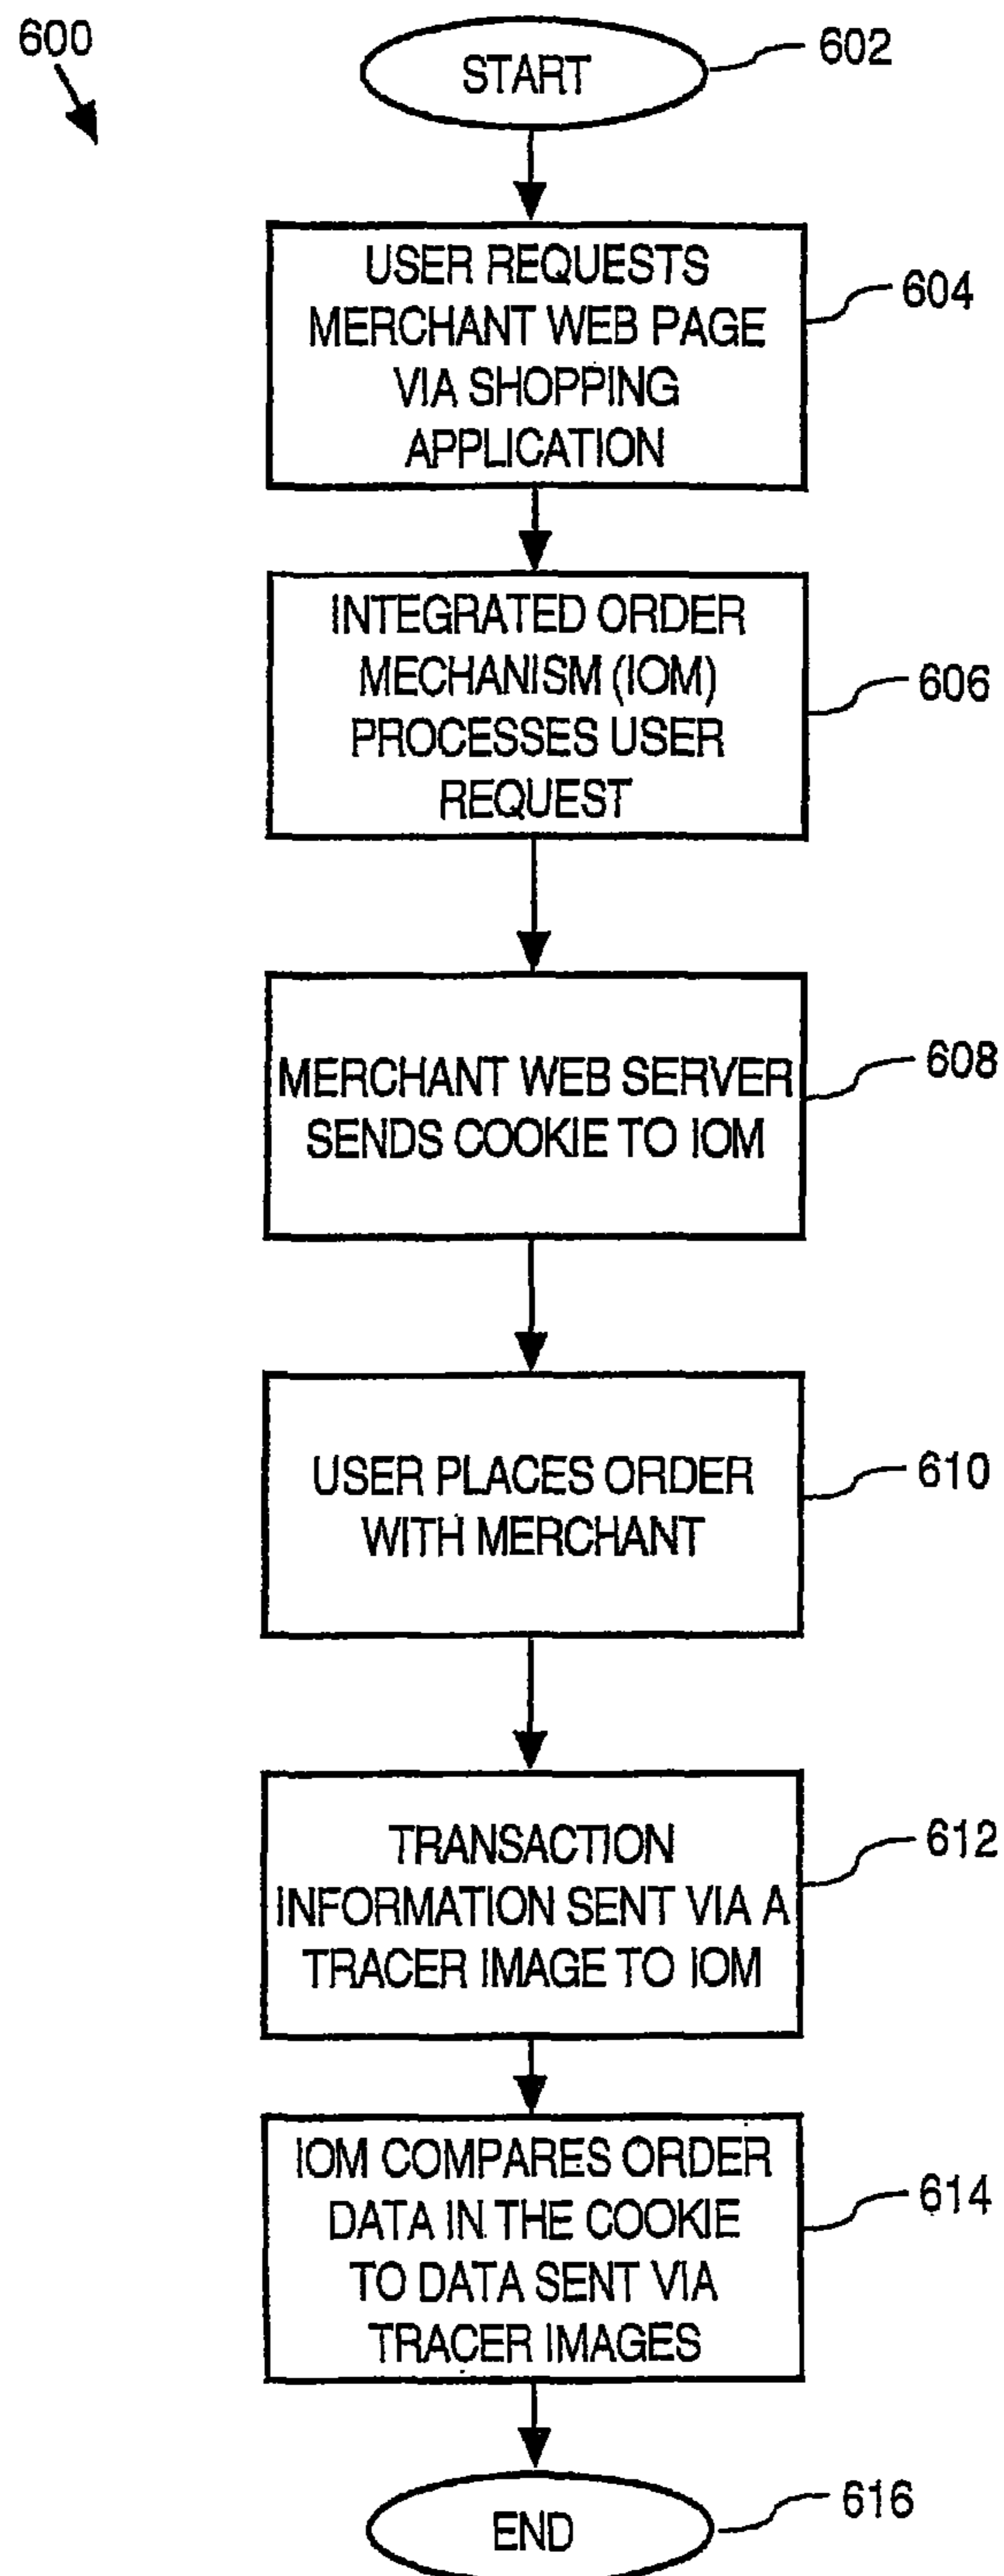 600
START
602
USER REQUESTS
MERCHANT WEB PAGE
VIA SHOPPING
APPLICATION
604
INTEGRATED ORDER
MECHANISM (IOM)
PROCESSES USER
REQUEST
606
MERCHANT WEB SERVER
SENDS COOKIE TO IOM
608
USER PLACES ORDER
WITH MERCHANT
610
TRANSACTION
INFORMATION SENT VIA A
TRACER IMAGE TO IOM
612
IOM COMPARES ORDER
DATA IN THE COOKIE
TO DATA SENT VIA
TRACER IMAGES
614
END
616